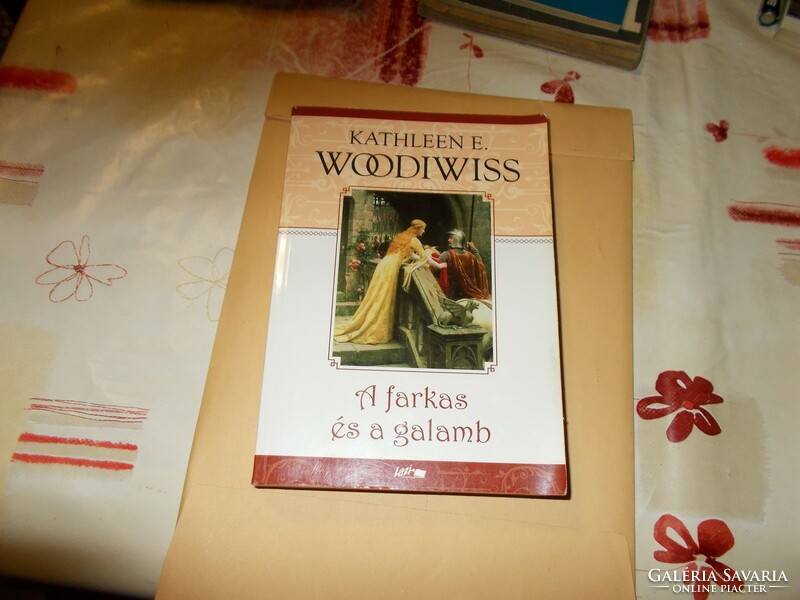 KATHLEEN E.
WOODIWISS
A farkas
és a galamb
GALÉRIA SAVARIA
ONLINE PIACTÉR